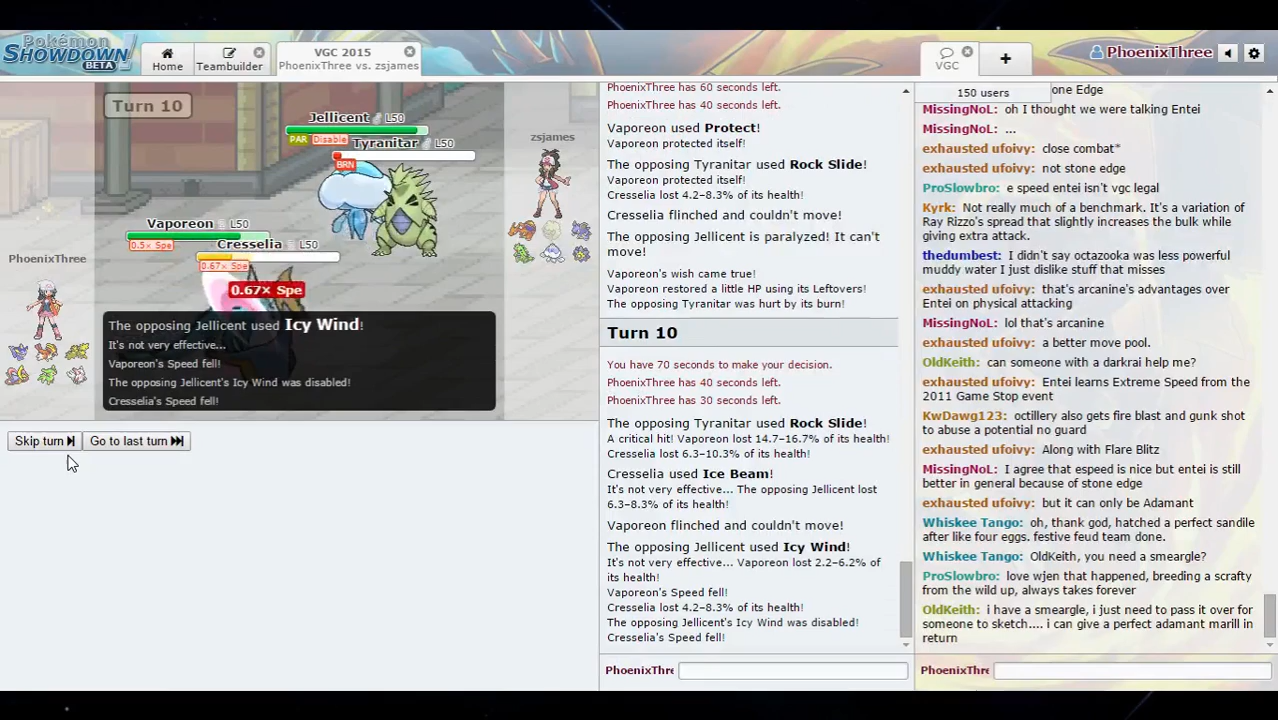 Pokémon
SHOWDOWN!
BETA
Home
Teambuilder
VGC 2015
PhoenixThree vs. zsjames
VGC
+
PhoenixThree
Turn 10
Jellicent L50
PAR Disable
Tyranitar L50
BRN
zsjames
Vaporeon L50
0.5× Spe
Cresselia L50
0.67× Spe
0.67× Spe
PhoenixThree
The opposing Jellicent used Icy Wind!
It's not very effective...
Vaporeon's Speed fell!
The opposing Jellicent's Icy Wind was disabled!
Cresselia's Speed fell!
Skip turn
Go to last turn
PhoenixThree has 60 seconds left.
PhoenixThree has 40 seconds left.
Vaporeon used Protect!
Vaporeon protected itself!
The opposing Tyranitar used Rock Slide!
Vaporeon protected itself!
Cresselia lost 4.2–8.3% of its health!
Cresselia flinched and couldn't move!
The opposing Jellicent is paralyzed! It can't
move!
Vaporeon's wish came true!
Vaporeon restored a little HP using its Leftovers!
The opposing Tyranitar was hurt by its burn!
Turn 10
You have 70 seconds to make your decision.
PhoenixThree has 40 seconds left.
PhoenixThree has 30 seconds left.
The opposing Tyranitar used Rock Slide!
A critical hit! Vaporeon lost 14.7–16.7% of its health!
Cresselia lost 6.3–10.3% of its health!
Cresselia used Ice Beam!
It's not very effective... The opposing Jellicent lost
6.3–8.3% of its health!
Vaporeon flinched and couldn't move!
The opposing Jellicent used Icy Wind!
It's not very effective... Vaporeon lost 2.2–6.2% of
its health!
Vaporeon's Speed fell!
Cresselia lost 4.2–8.3% of its health!
The opposing Jellicent's Icy Wind was disabled!
Cresselia's Speed fell!
PhoenixThre
150 users
one Edge
MissingNoL: oh I thought we were talking Entei
MissingNoL: ...
exhausted ufoivy: close combat*
exhausted ufoivy: not stone edge
ProSlowbro: e speed entei isn't vgc legal
Kyrk: Not really much of a benchmark. It's a variation of
Ray Rizzo's spread that slightly increases the bulk while
giving extra attack.
thedumbest: I didn't say octazooka was less powerful
muddy water I just dislike stuff that misses
exhausted ufoivy: that's arcanine's advantages over
Entei on physical attacking
MissingNoL: lol that's arcanine
exhausted ufoivy: a better move pool.
OldKeith: can someone with a darkrai help me?
exhausted ufoivy: Entei learns Extreme Speed from the
2011 Game Stop event
KwDawg123: octillery also gets fire blast and gunk shot
to abuse a potential no guard
exhausted ufoivy: Along with Flare Blitz
MissingNoL: I agree that espeed is nice but entei is still
better in general because of stone edge
exhausted ufoivy: but it can only be Adamant
Whiskee Tango: oh, thank god, hatched a perfect sandile
after like four eggs. festive feud team done.
Whiskee Tango: OldKeith, you need a smeargle?
ProSlowbro: love wjen that happened, breeding a scrafty
from the wild up, always takes forever
OldKeith: i have a smeargle, i just need to pass it over for
someone to sketch.... i can give a perfect adamant marill in
return
PhoenixThre